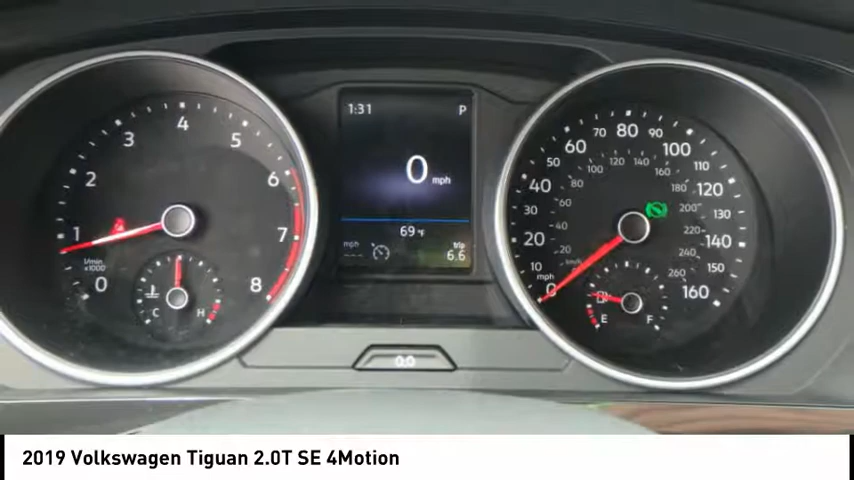 1:31 P
0 mph
69 °F
mph trip
--- 6.6
0 1 2 3 4 5 6 7 8
1/min
x1000
C H
0 10 20 30 40 50 60 70 80 90 100 110 120 130 140 150 160
mph
20 40 60 80 100 120 140 160 180 200 220 240 260
km/h
E F
0.0
2019 Volkswagen Tiguan 2.0T SE 4Motion